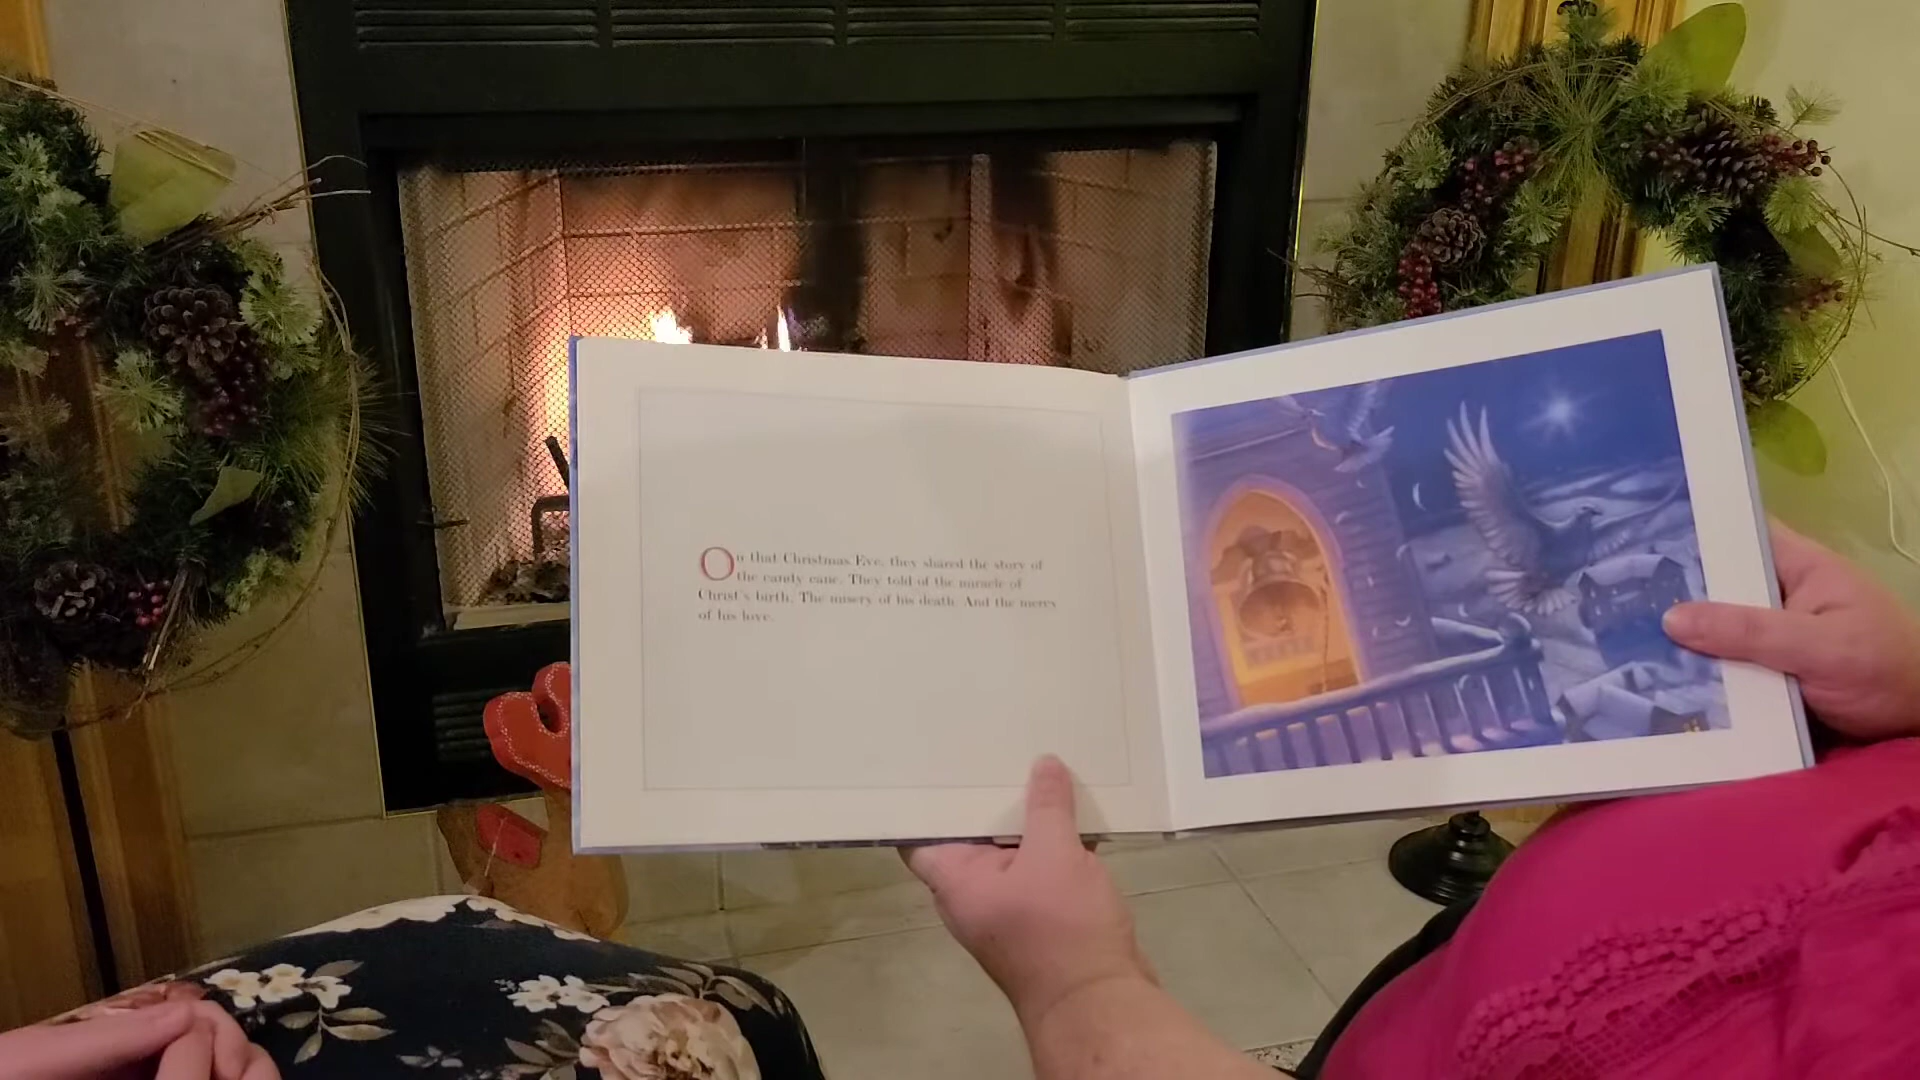 On that Christmas Eve, they shared the story of
the candy cane. They told of the miracle of
Christ's birth. The misery of his death. And the mercy
of his love.